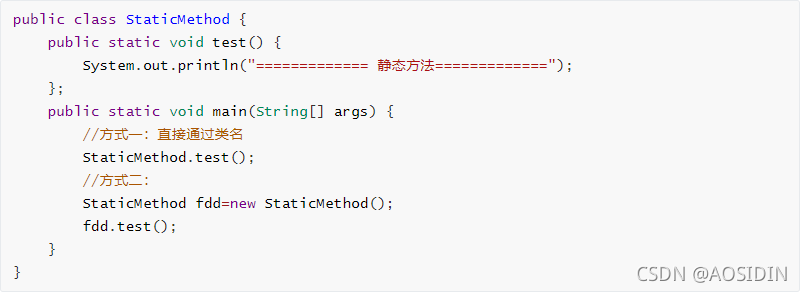 public class StaticMethod {
    public static void test() {
        System.out.println("============= 静态方法=============");
    };
    public static void main(String[] args) {
        //方式一：直接通过类名
        StaticMethod.test();
        //方式二：
        StaticMethod fdd=new StaticMethod();
        fdd.test();
    }
}
CSDN @AOSIDIN